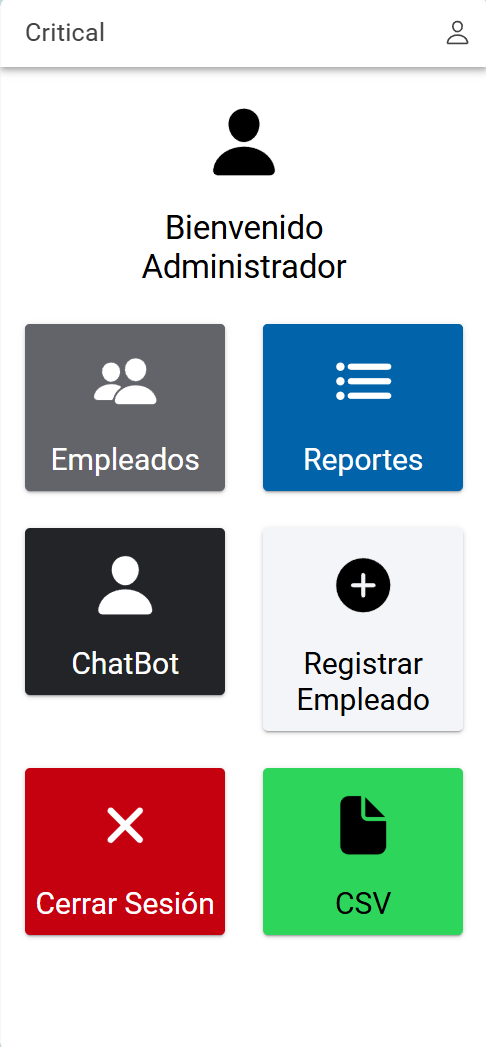 Critical
Bienvenido
Administrador
Empleados
Reportes
ChatBot
Registrar
Empleado
Cerrar Sesión
CSV